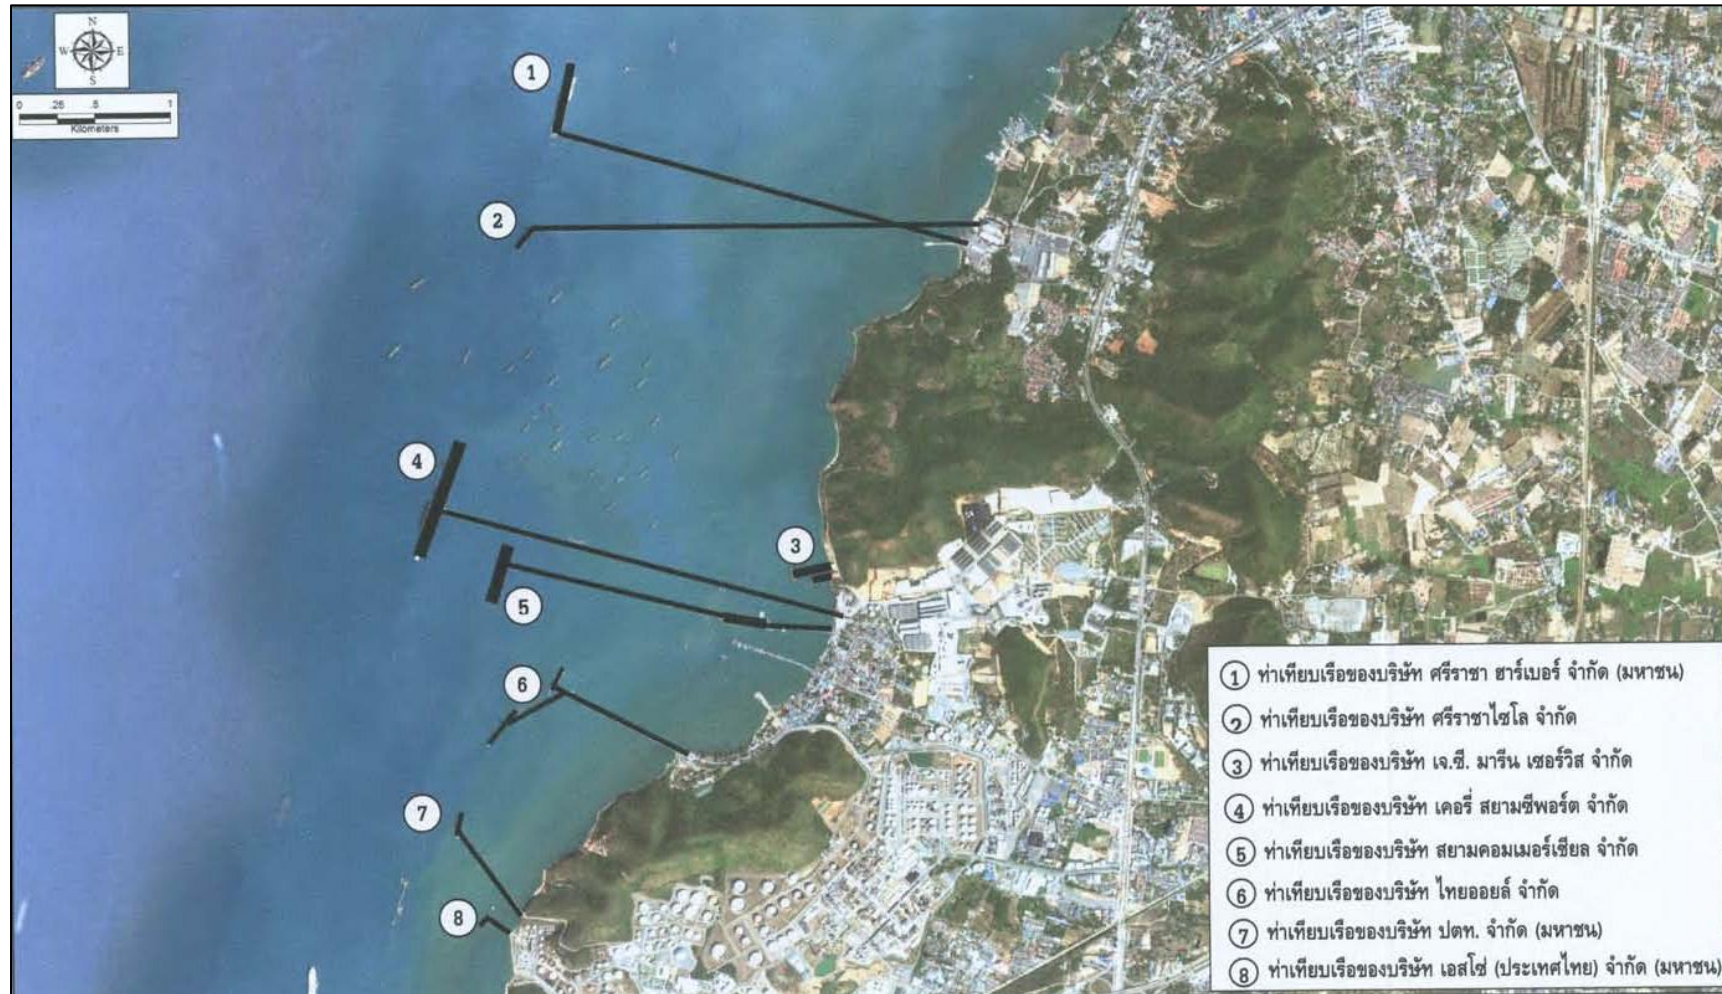 N
W E
S
0 .25 .5 1
Kilometers
1
2
3
4
5
6
7
8
① ท่าเทียบเรือของบริษัท ศรีราชา ฮาร์เบอร์ จำกัด (มหาชน)
② ท่าเทียบเรือของบริษัท ศรีราชาไซโล จำกัด
③ ท่าเทียบเรือของบริษัท เจ.ซี. มารีน เซอร์วิส จำกัด
④ ท่าเทียบเรือของบริษัท เคอรี่ สยามซีพอร์ต จำกัด
⑤ ท่าเทียบเรือของบริษัท สยามคอมเมอร์เชียล จำกัด
⑥ ท่าเทียบเรือของบริษัท ไทยออยล์ จำกัด
⑦ ท่าเทียบเรือของบริษัท ปตท. จำกัด (มหาชน)
⑧ ท่าเทียบเรือของบริษัท เอสโซ่ (ประเทศไทย) จำกัด (มหาชน)